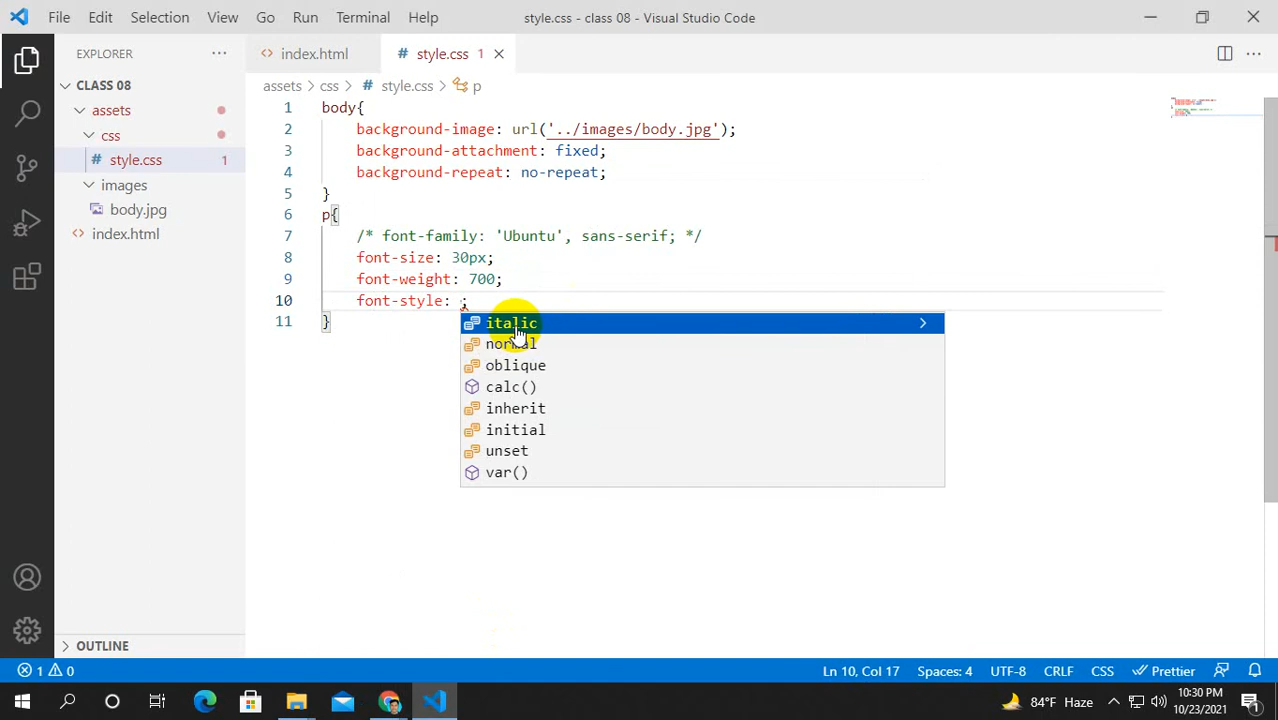 File Edit Selection View Go Run Terminal Help style.css - class 08 - Visual Studio Code
EXPLORER
index.html
style.css 1
CLASS 08
assets > css > style.css > p
assets
css
style.css 1
images
body.jpg
index.html
1 body{
2 background-image: url('../images/body.jpg');
3 background-attachment: fixed;
4 background-repeat: no-repeat;
5 }
6 p{
7 /* font-family: 'Ubuntu', sans-serif; */
8 font-size: 30px;
9 font-weight: 700;
10 font-style: ;
11 }
italic
normal
oblique
calc()
inherit
initial
unset
var()
OUTLINE
1 0 Ln 10, Col 17 Spaces: 4 UTF-8 CRLF CSS Prettier
84°F Haze
10:30 PM
10/23/2021
1